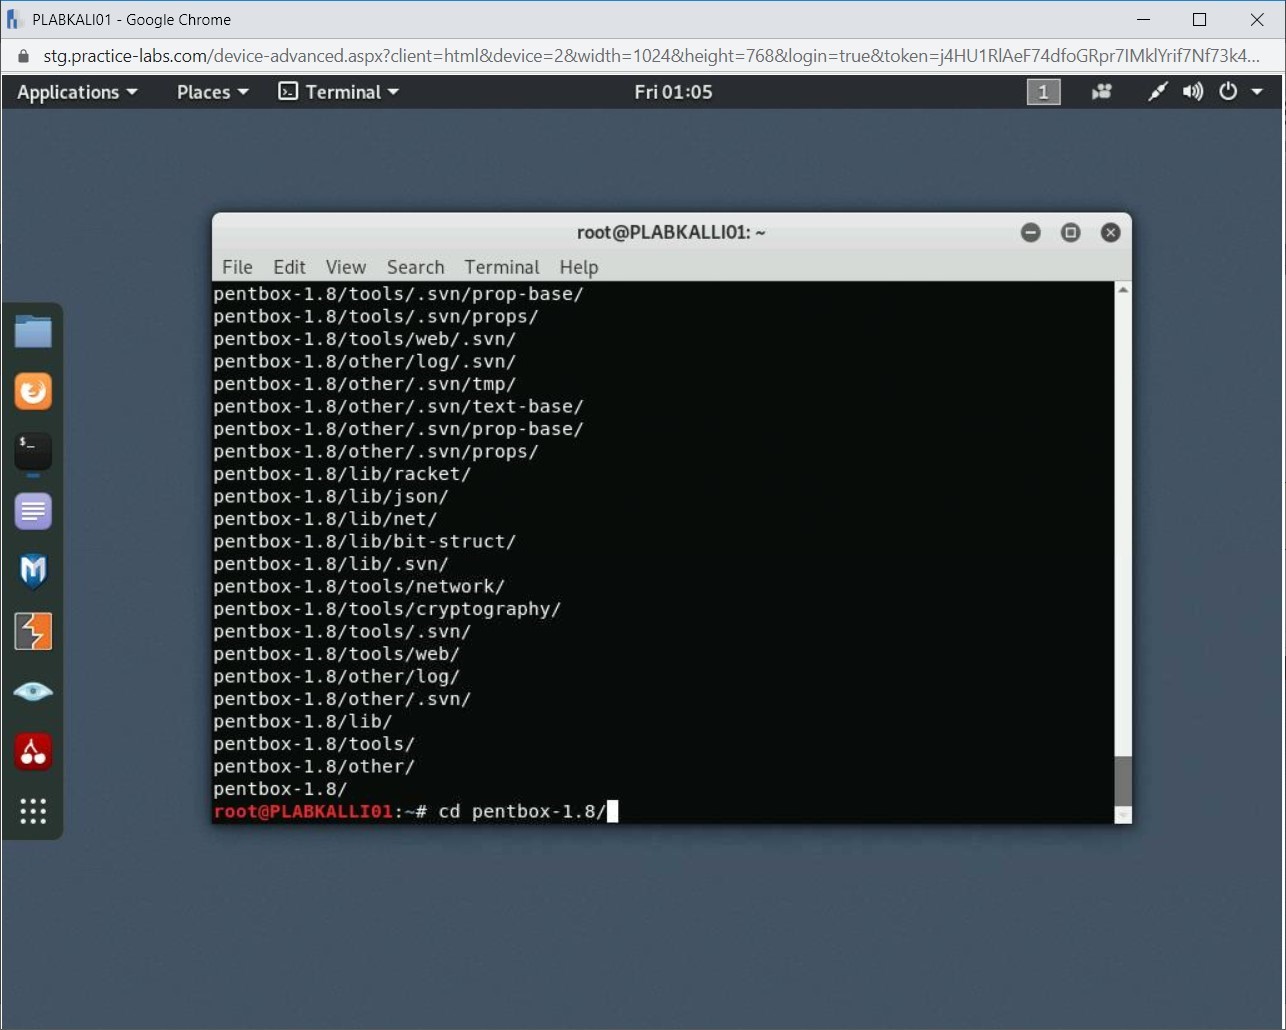 PLABKALI01 - Google Chrome
stg.practice-labs.com/device-advanced.aspx?client=html&device=2&width=1024&height=768&login=true&token=j4HU1RlAeF74dfoGRpr7IMklYrif7Nf73k4...
Applications Places Terminal Fri 01:05 1
root@PLABKALLI01: ~
File Edit View Search Terminal Help
pentbox-1.8/tools/.svn/prop-base/
pentbox-1.8/tools/.svn/props/
pentbox-1.8/tools/web/.svn/
pentbox-1.8/other/log/.svn/
pentbox-1.8/other/.svn/tmp/
pentbox-1.8/other/.svn/text-base/
pentbox-1.8/other/.svn/prop-base/
pentbox-1.8/other/.svn/props/
pentbox-1.8/lib/racket/
pentbox-1.8/lib/json/
pentbox-1.8/lib/net/
pentbox-1.8/lib/bit-struct/
pentbox-1.8/lib/.svn/
pentbox-1.8/tools/network/
pentbox-1.8/tools/cryptography/
pentbox-1.8/tools/.svn/
pentbox-1.8/tools/web/
pentbox-1.8/other/log/
pentbox-1.8/other/.svn/
pentbox-1.8/lib/
pentbox-1.8/tools/
pentbox-1.8/other/
pentbox-1.8/
root@PLABKALLI01:~# cd pentbox-1.8/